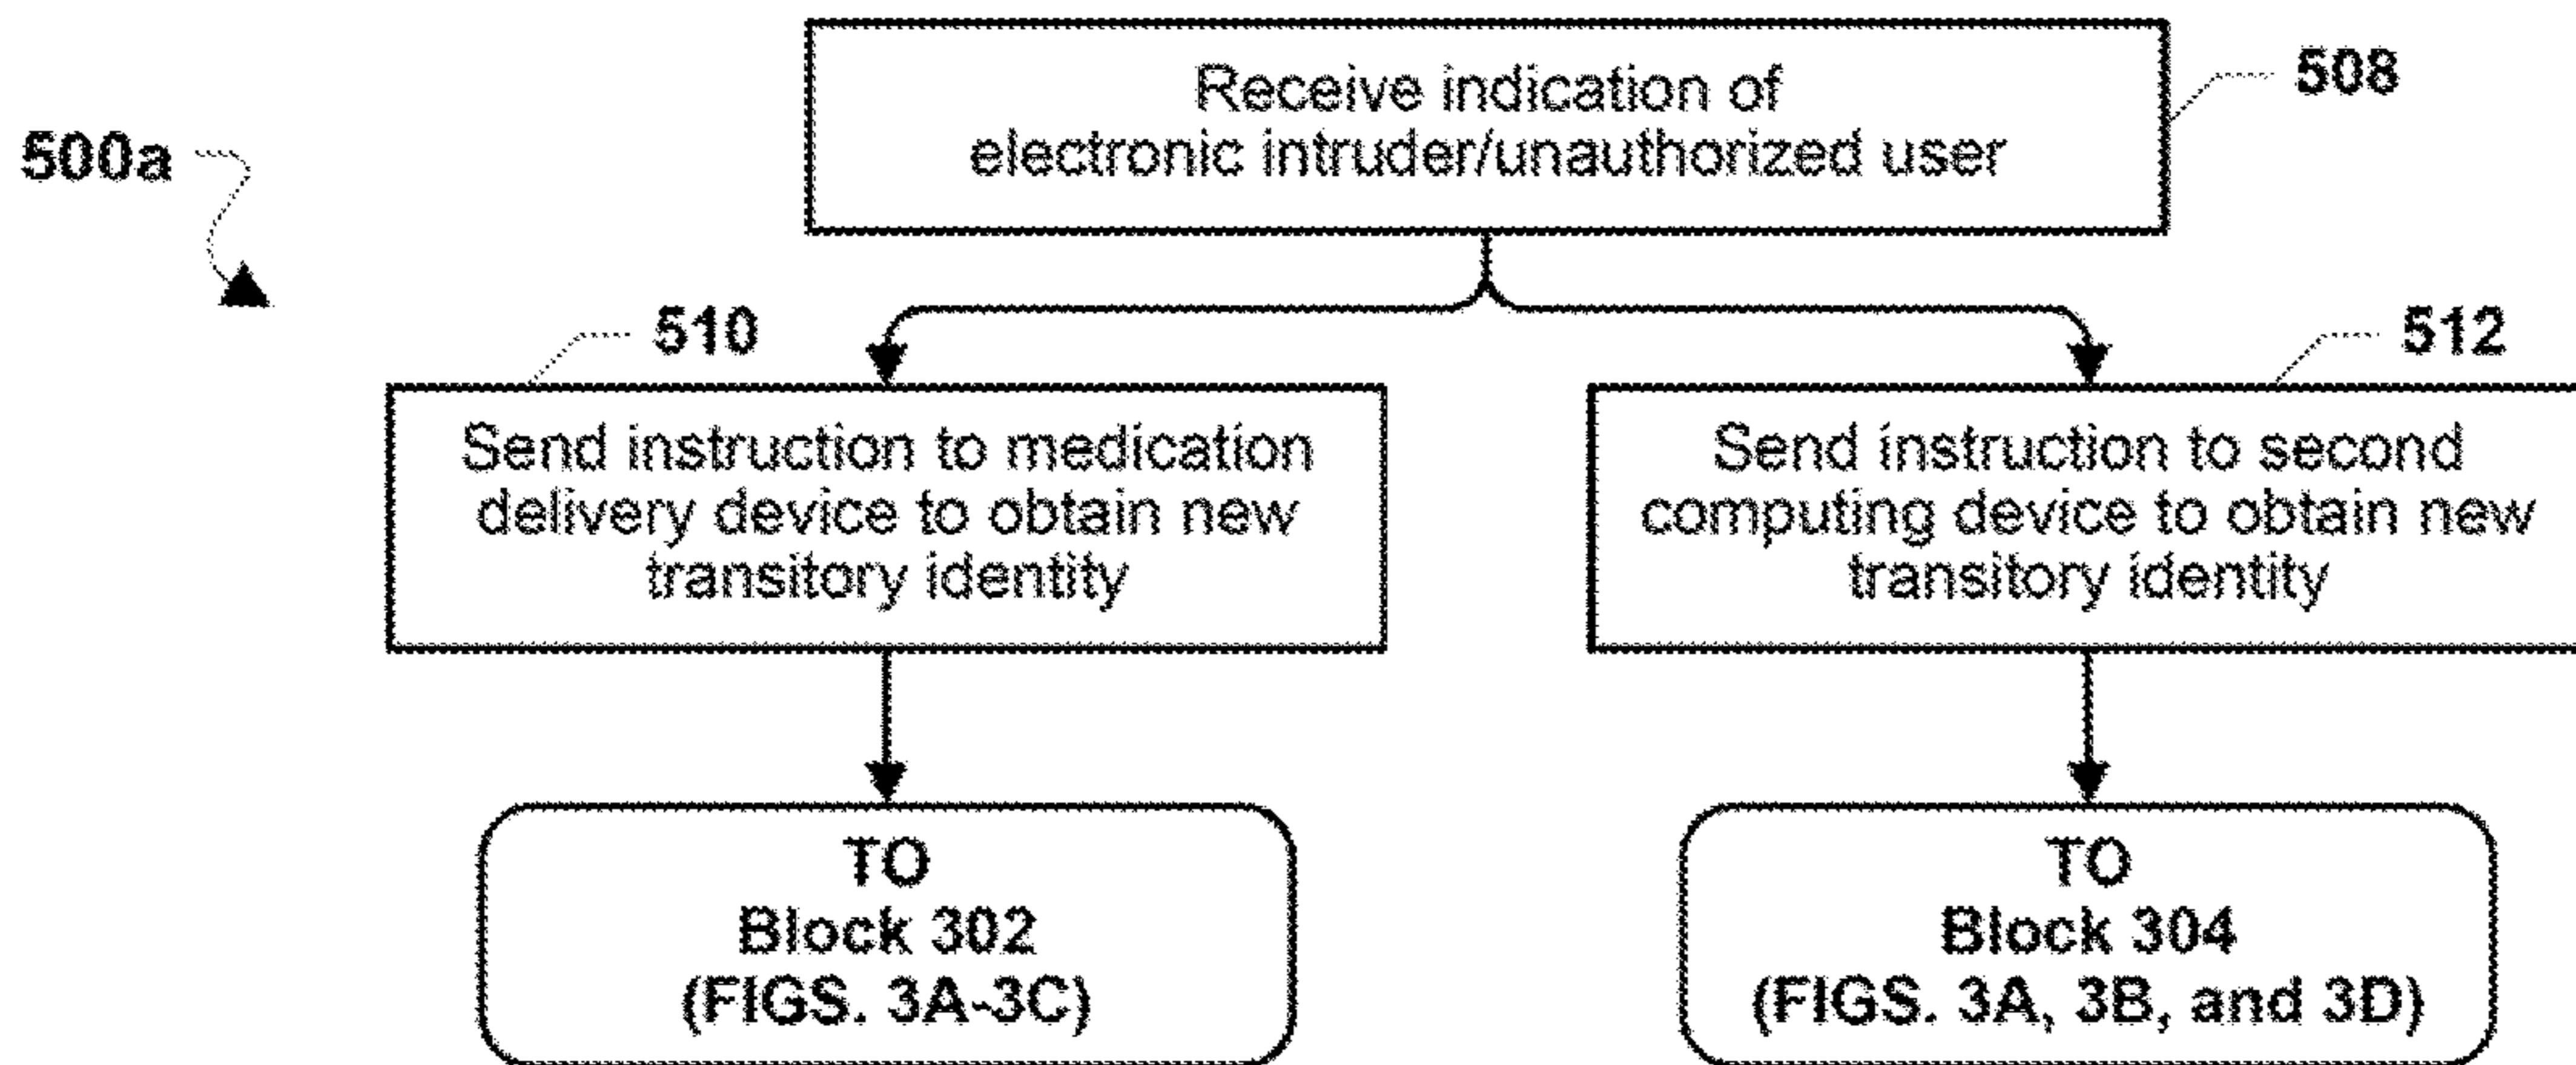 Receive indication of
electronic intruder/unauthorized user
508
500a
510
Send instruction to medication
delivery device to obtain new
transitory identity
512
Send instruction to second
computing device to obtain new
transitory identity
TO
Block 302
(FIGS. 3A-3C)
TO
Block 304
(FIGS. 3A, 3B, and 3D)